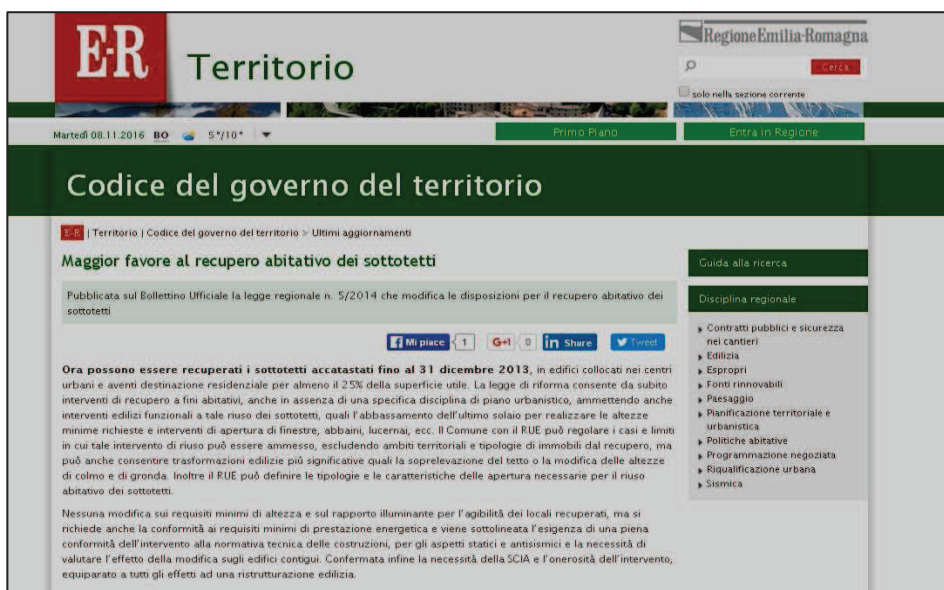 E-R
Territorio
RegioneEmilia-Romagna
Cerca
solo nella sezione corrente
Martedì 08.11.2016 BO 5°/10°
Primo Piano
Entra in Regione
Codice del governo del territorio
E-R | Territorio | Codice del governo del territorio > Ultimi aggiornamenti
Maggior favore al recupero abitativo dei sottotetti
Pubblicata sul Bollettino Ufficiale la legge regionale n. 5/2014 che modifica le disposizioni per il recupero abitativo dei
sottotetti
Mi piace 1 G+1 0 in Share Tweet
Ora possono essere recuperati i sottotetti accatastati fino al 31 dicembre 2013, in edifici collocati nei centri
urbani e aventi destinazione residenziale per almeno il 25% della superficie utile. La legge di riforma consente da subito
interventi di recupero a fini abitativi, anche in assenza di una specifica disciplina di piano urbanistico, ammettendo anche
interventi edilizi funzionali a tale riuso dei sottotetti, quali l'abbassamento dell'ultimo solaio per realizzare le altezze
minime richieste e interventi di apertura di finestre, abbaini, lucernai, ecc. Il Comune con il RUE può regolare i casi e limiti
in cui tale intervento di riuso può essere ammesso, escludendo ambiti territoriali e tipologie di immobili dal recupero, ma
può anche consentire trasformazioni edilizie più significative quali la soprelevazione del tetto o la modifica delle altezze
di colmo e di gronda. Inoltre il RUE può definire le tipologie e le caratteristiche delle apertura necessarie per il riuso
abitativo dei sottotetti.
Nessuna modifica sui requisiti minimi di altezza e sul rapporto illuminante per l'agibilità dei locali recuperati, ma si
richiede anche la conformità ai requisiti minimi di prestazione energetica e viene sottolineata l'esigenza di una piena
conformità dell'intervento alla normativa tecnica delle costruzioni, per gli aspetti statici e antisismici e la necessità di
valutare l'effetto della modifica sugli edifici contigui. Confermata infine la necessità della SCIA e l'onerosità dell'intervento,
equiparato a tutti gli effetti ad una ristrutturazione edilizia.
Guida alla ricerca
Disciplina regionale
Contratti pubblici e sicurezza
nei cantieri
Edilizia
Espropri
Fonti rinnovabili
Paesaggio
Pianificazione territoriale e
urbanistica
Politiche abitative
Programmazione negoziata
Riqualificazione urbana
Sismica